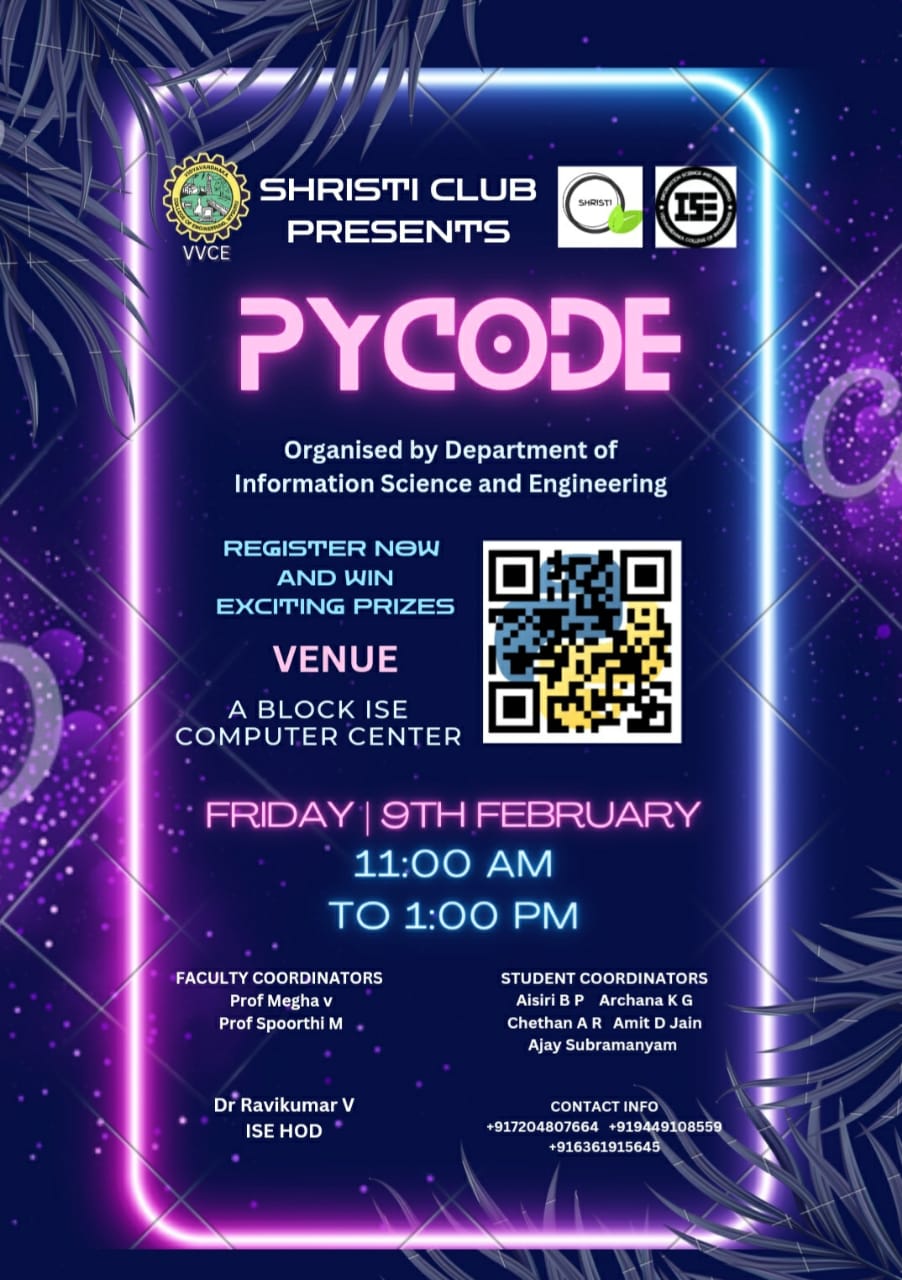 SHRISTI CLUB
PRESENTS
VVCE
SHRISTI
ISE
PYCODE
Organised by Department of
Information Science and Engineering
REGISTER NOW
AND WIN
EXCITING PRIZES
VENUE
A BLOCK ISE
COMPUTER CENTER
FRIDAY | 9TH FEBRUARY
11:00 AM
TO 1:00 PM
FACULTY COORDINATORS
Prof Megha v
Prof Spoorthi M
STUDENT COORDINATORS
Aisiri B P Archana K G
Chethan A R Amit D Jain
Ajay Subramanyam
Dr Ravikumar V
ISE HOD
CONTACT INFO
+917204807664 +919449108559
+916361915645